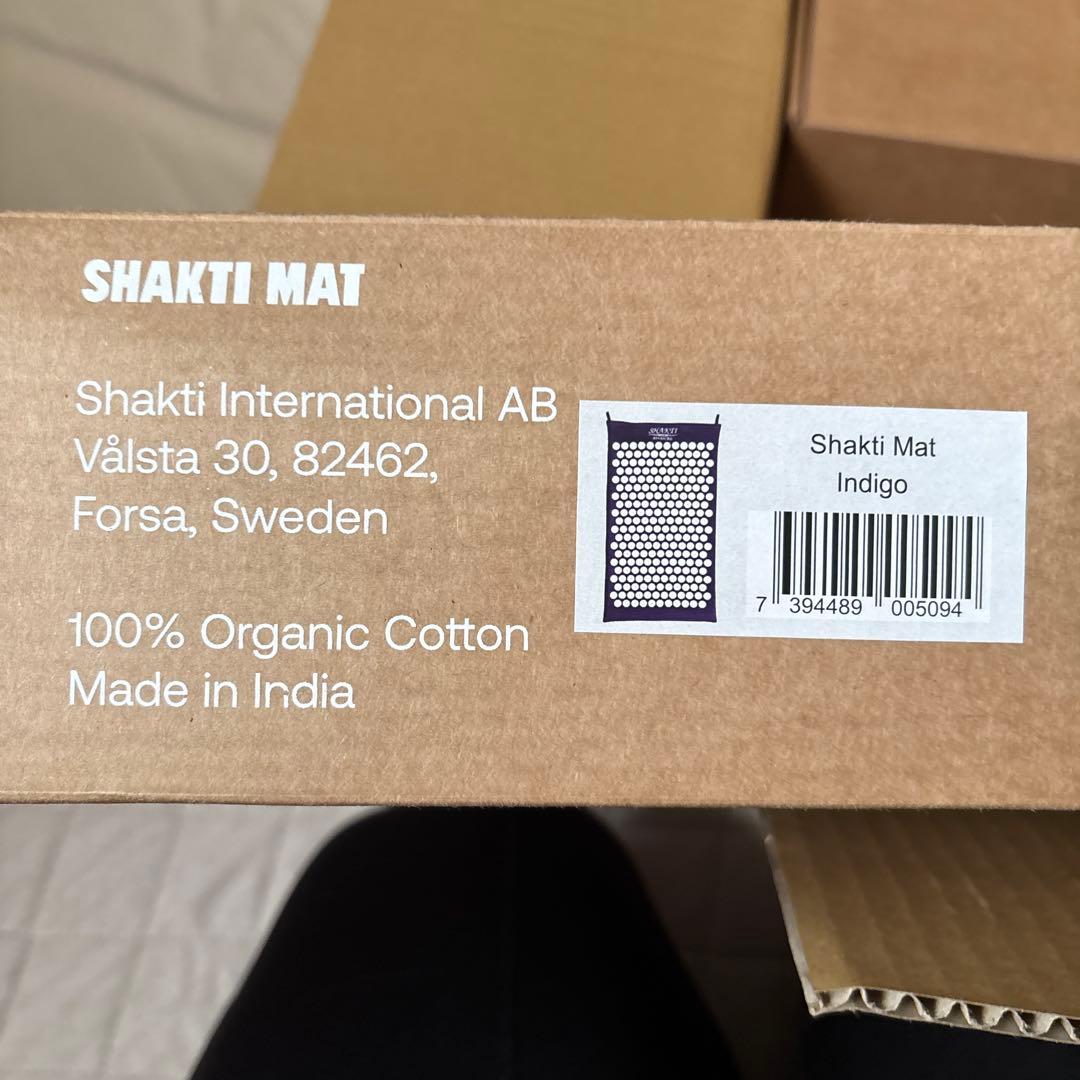 SHAKTI MAT
Shakti International AB
Vålsta 30, 82462,
Forsa, Sweden
100% Organic Cotton
Made in India
SHAKTI
Shakti Mat
Indigo
7 394489 005094